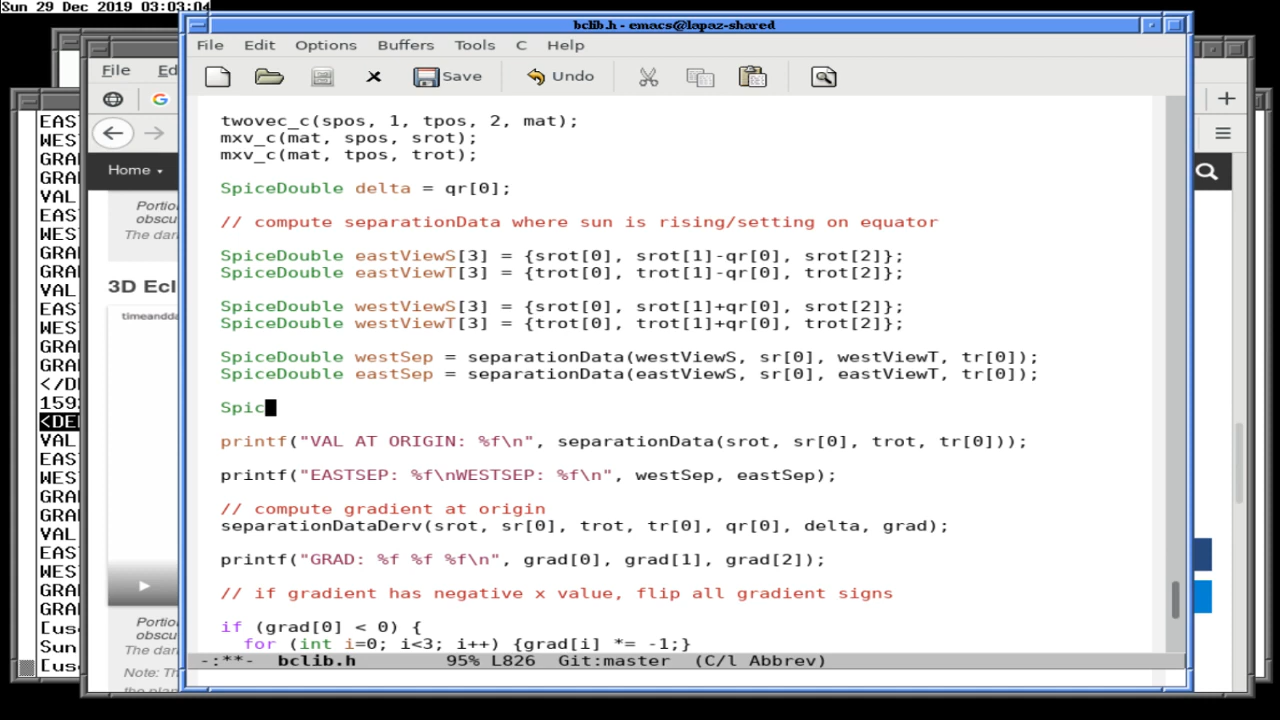 Sun 29 Dec 2019 03:03:04
bclib.h - emacs@lapaz-shared
File Edit Options Buffers Tools C Help
Save Undo
twovec_c(spos, 1, tpos, 2, mat);
mxv_c(mat, spos, srot);
mxv_c(mat, tpos, trot);
SpiceDouble delta = qr[0];
// compute separationData where sun is rising/setting on equator
SpiceDouble eastViewS[3] = {srot[0], srot[1]-qr[0], srot[2]};
SpiceDouble eastViewT[3] = {trot[0], trot[1]-qr[0], trot[2]};
SpiceDouble westViewS[3] = {srot[0], srot[1]+qr[0], srot[2]};
SpiceDouble westViewT[3] = {trot[0], trot[1]+qr[0], trot[2]};
SpiceDouble westSep = separationData(westViewS, sr[0], westViewT, tr[0]);
SpiceDouble eastSep = separationData(eastViewS, sr[0], eastViewT, tr[0]);
Spic
printf("VAL AT ORIGIN: %f\n", separationData(srot, sr[0], trot, tr[0]));
printf("EASTSEP: %f\nWESTSEP: %f\n", westSep, eastSep);
// compute gradient at origin
separationDataDerv(srot, sr[0], trot, tr[0], qr[0], delta, grad);
printf("GRAD: %f %f %f\n", grad[0], grad[1], grad[2]);
// if gradient has negative x value, flip all gradient signs
if (grad[0] < 0) {
for (int i=0; i<3; i++) {grad[i] *= -1;}
-:**- bclib.h 95% L826 Git:master (C/l Abbrev)
File Ed
Home
Portio
obscu
The dar
3D Ecl
timeandda
Portio
obscu
The dar
Note: Th
the plan
EAS
WES
GRA
GRA
VAL
EAS
WES
GRA
GRA
VAL
EAS
WES
GRA
GRA
</D
159
<DE
VAL
EAS
WES
GRA
GRA
VAL
EAS
WES
GRA
GRA
[use
Sun
[use